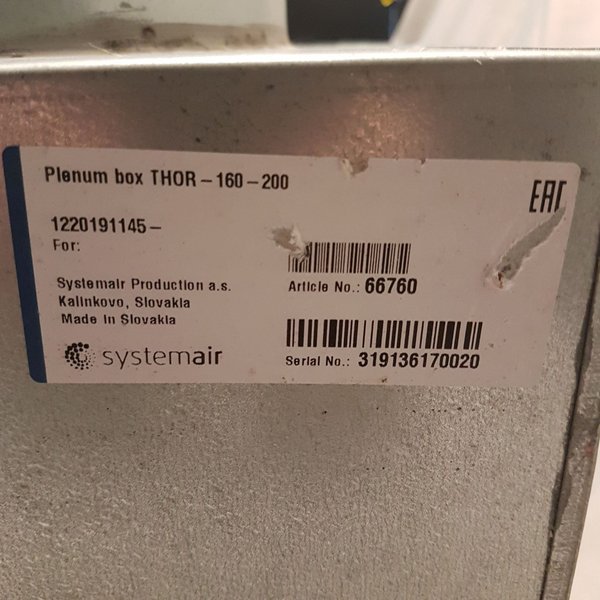 Plenum box THOR – 160 – 200
EAC
1220191145 –
For:
Article No.: 66760
Systemair Production a.s.
Kalinkovo, Slovakia
Made in Slovakia
systemair
Serial No.: 319136170020